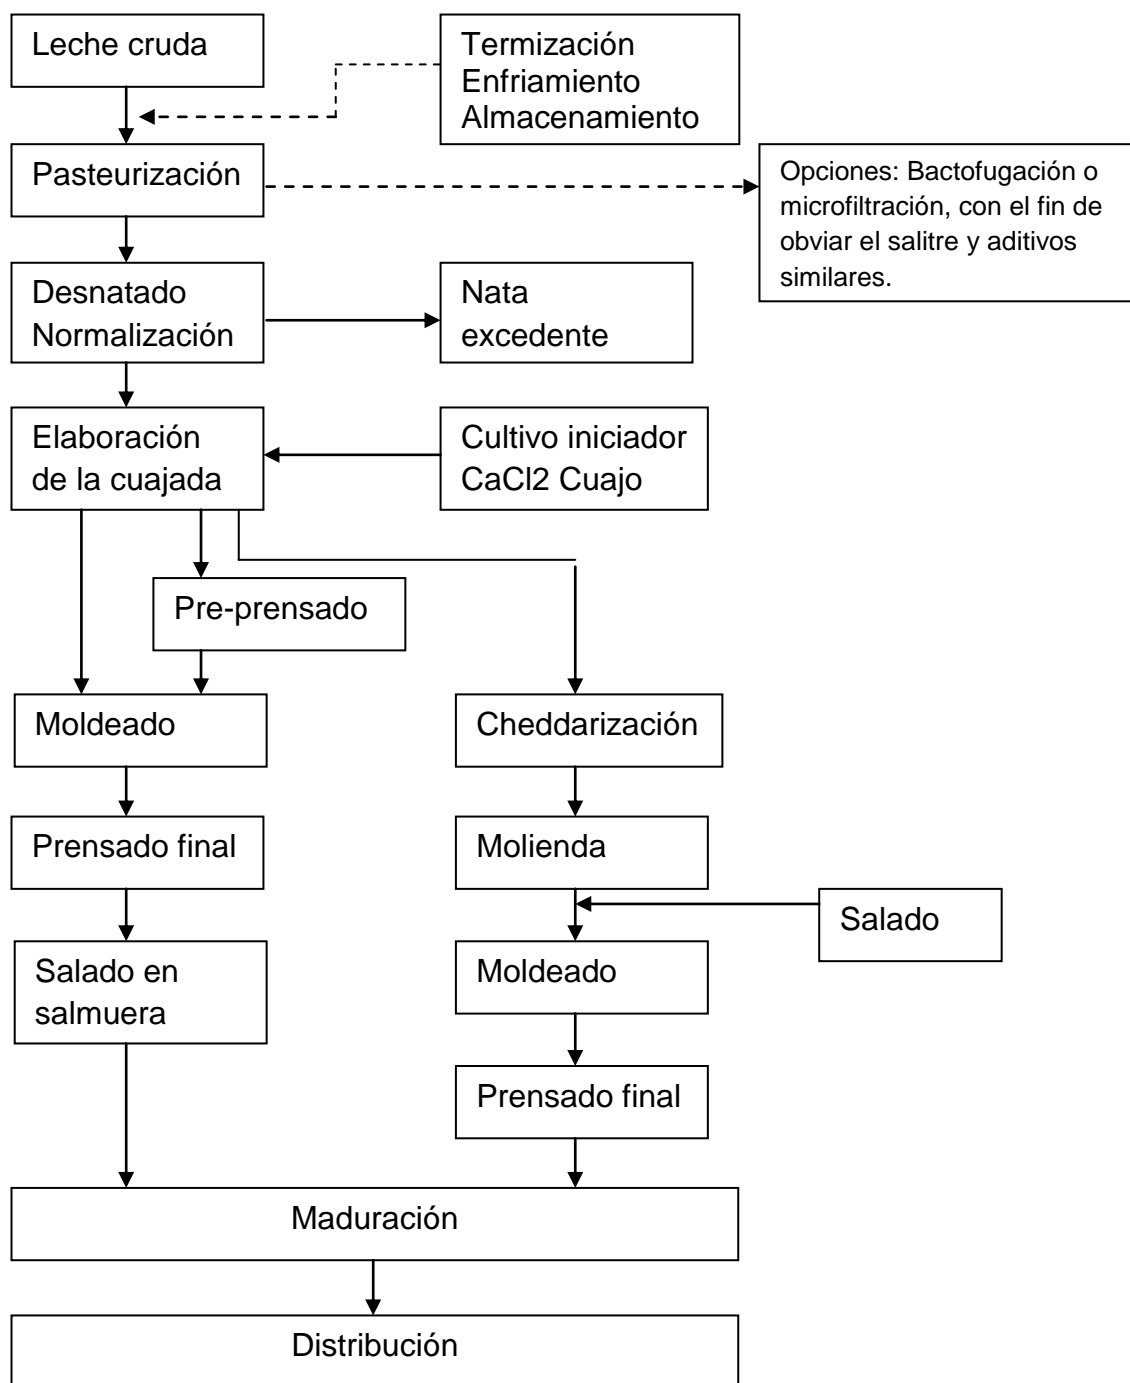 Leche cruda
Termización
Enfriamiento
Almacenamiento
Pasteurización
Opciones: Bactofugación o
microfiltración, con el fin de
obviar el salitre y aditivos
similares.
Desnatado
Normalización
Nata
excedente
Elaboración
de la cuajada
Cultivo iniciador
CaCl2 Cuajo
Pre-prensado
Moldeado
Cheddarización
Prensado final
Molienda
Salado
Salado en
salmuera
Moldeado
Prensado final
Maduración
Distribución